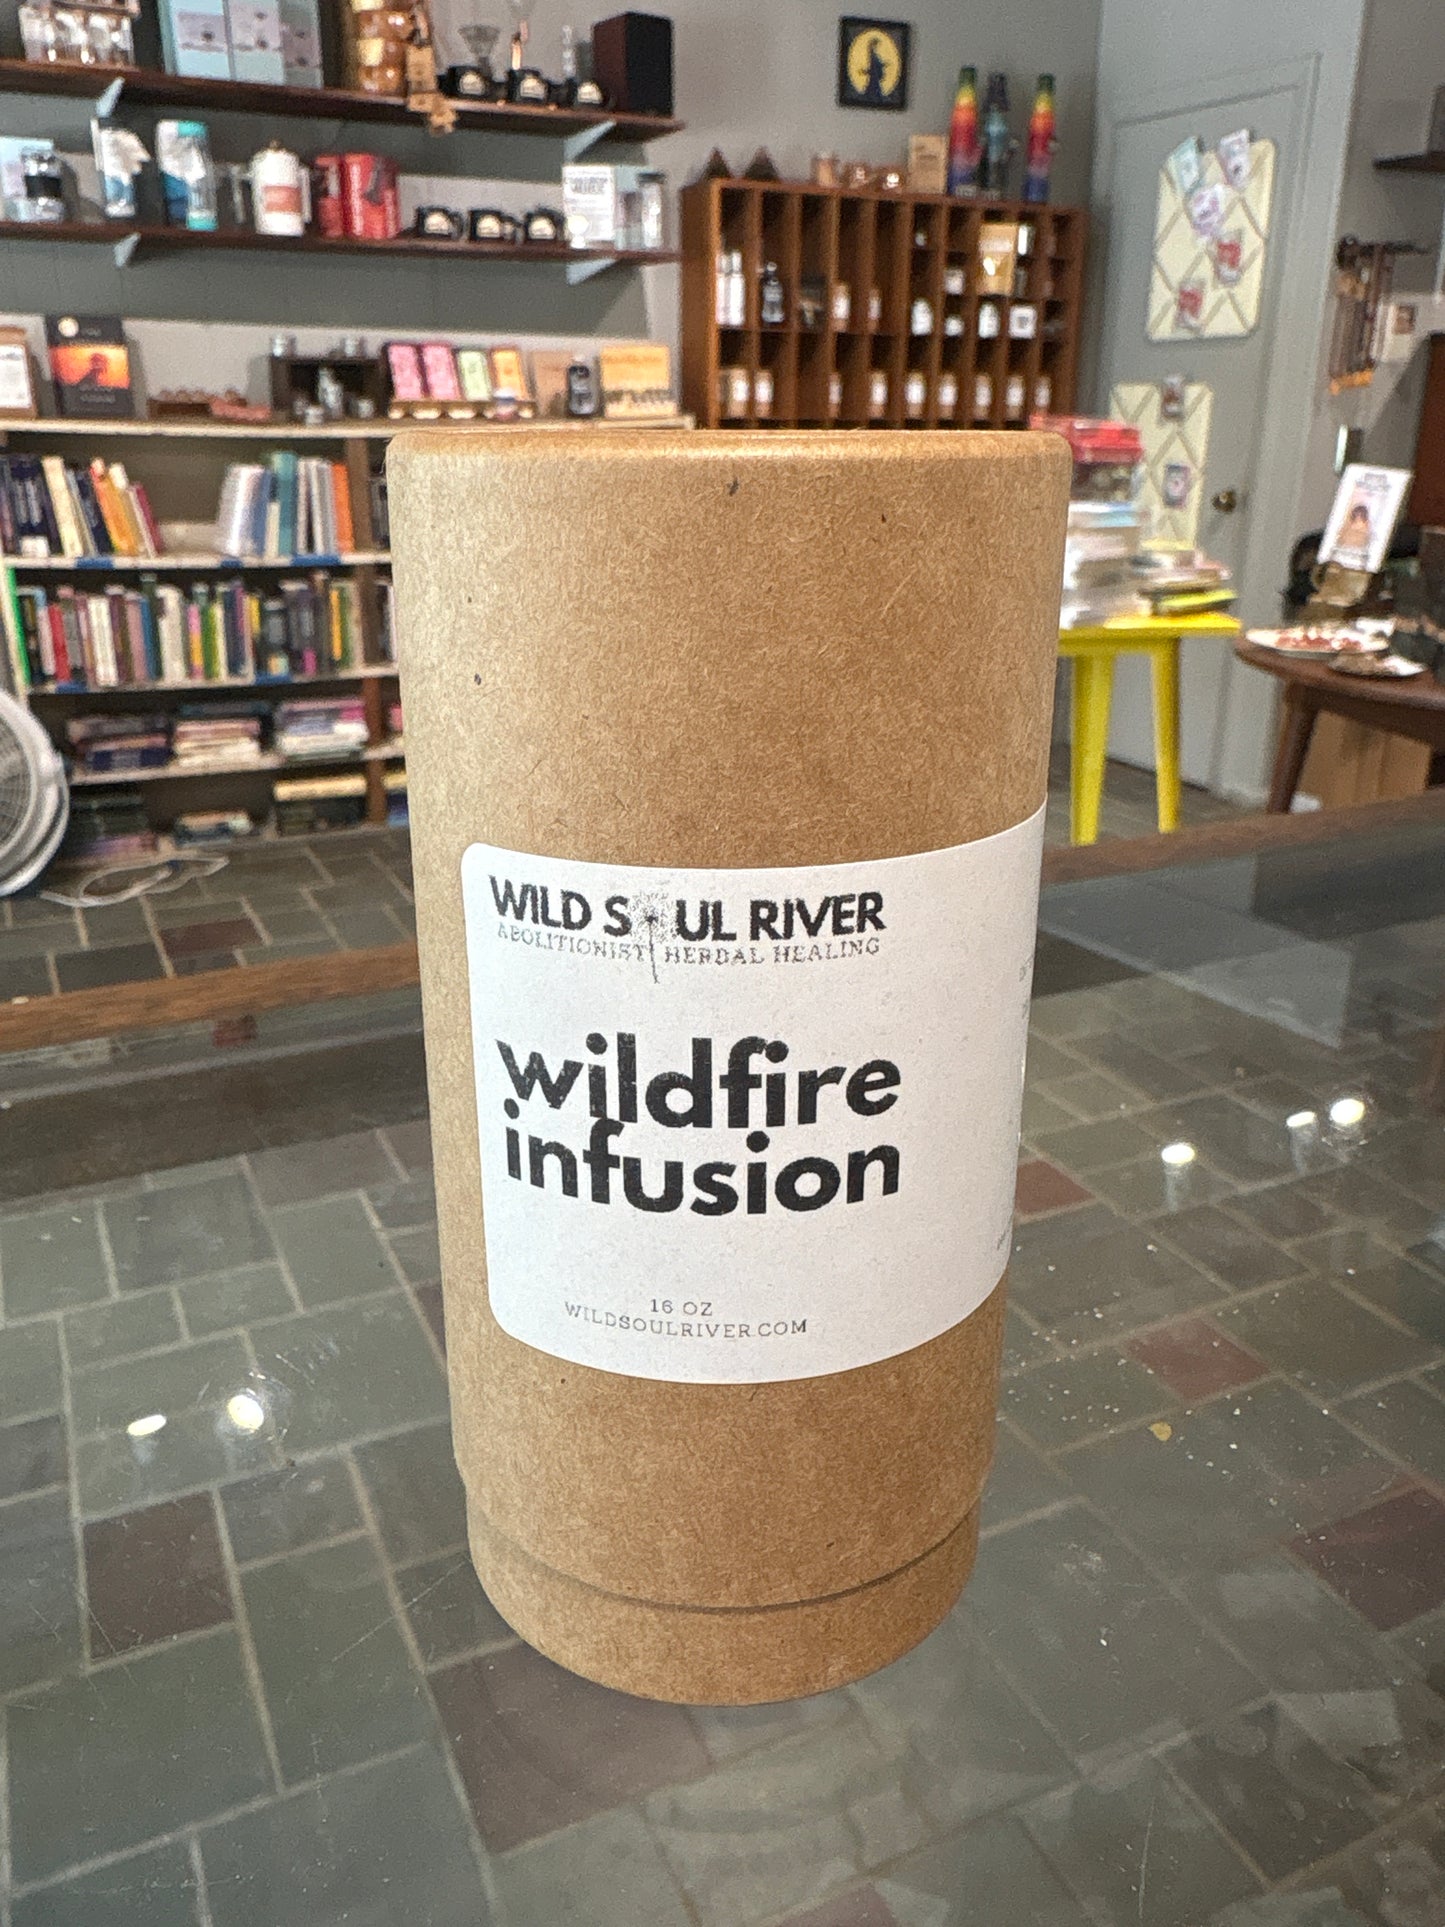 WILD SOUL RIVER
ABOLITIONIST HERBAL HEALING
wildfire
infusion
16 OZ
WILDSOULRIVER.COM